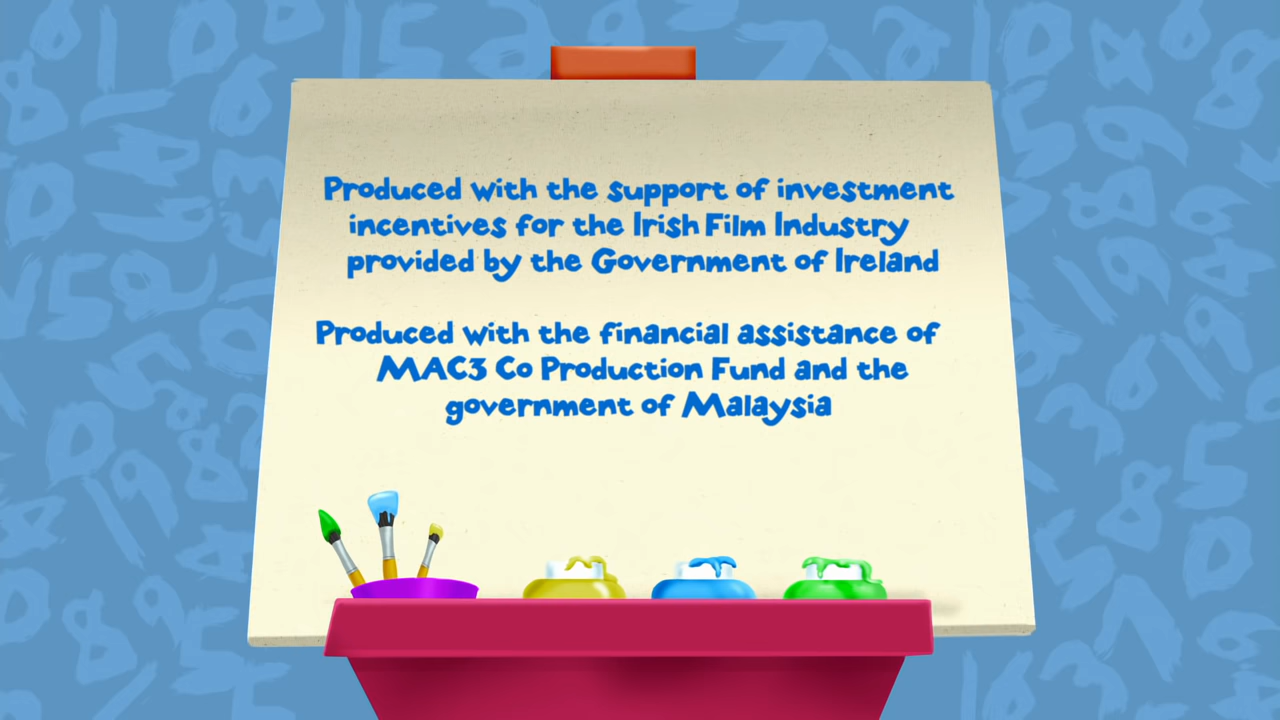 Produced with the support of investment
incentives for the Irish Film Industry
provided by the Government of Ireland
Produced with the financial assistance of
MAC3 Co Production Fund and the
government of Malaysia